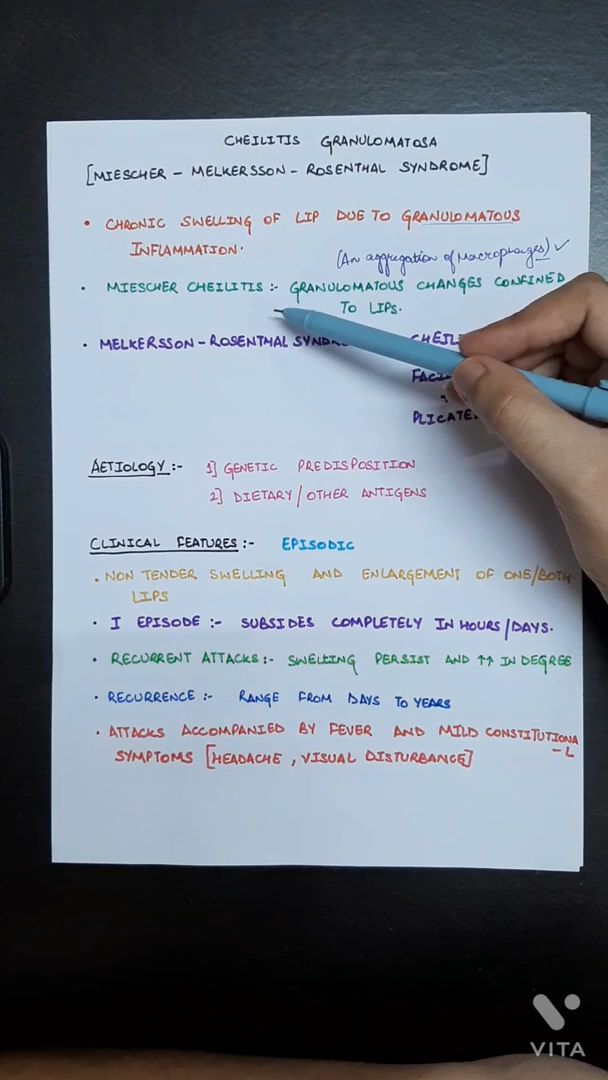 CHEILITIS GRANULOMATOSA
[MIESCHER - MELKERSSON - ROSENTHAL SYNDROME]
• CHRONIC SWELLING OF LIP DUE TO GRANULOMATOUS
INFLAMMATION.
(An aggregation of Macrophages) ✓
• MIESCHER CHEILITIS :- GRANULOMATOUS CHANGES CONFINED
TO LIPS.
• MELKERSSON - ROSENTHAL
AETIOLOGY :- 1] GENETIC PREDISPOSITION
2] DIETARY / OTHER ANTIGENS
CLINICAL FEATURES :- EPISODIC
• NON TENDER SWELLING AND ENLARGEMENT OF ONE/BOTH
LIPS
• I EPISODE :- SUBSIDES COMPLETELY IN HOURS/DAYS.
• RECURRENT ATTACKS :- SWELLING PERSIST AND ↑↑ IN DEGREE
• RECURRENCE :- RANGE FROM DAYS TO YEARS
• ATTACKS ACCOMPANIED BY FEVER AND MILD CONSTITUTIONA
-L
SYMPTOMS [HEADACHE, VISUAL DISTURBANCE]
VITA